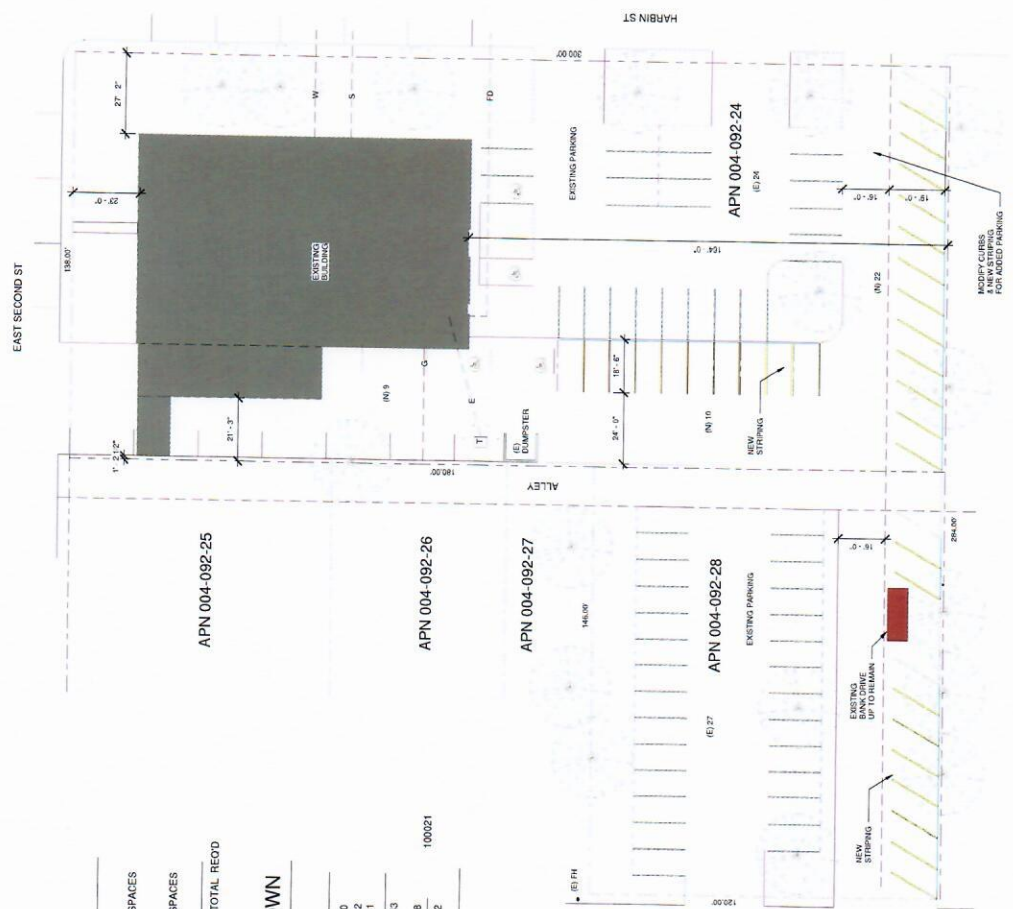 EAST SECOND ST
HARBIN ST
138.00'
27' 2"
300.00'
23' -0"
W
S
FD
EXISTING
BUILDING
EXISTING PARKING
APN 004-092-24
(E) 24
104' -0"
16' -0"
19' -0"
MODIFY CURBS
& NEW STRIPING
FOR ADDED PARKING
(N) 22
(N) 9
21' - 3"
G
E
T
(E)
DUMPSTER
18' - 6"
24' - 0"
(N) 10
NEW
STRIPING
180.00'
ALLEY
APN 004-092-25
APN 004-092-26
APN 004-092-27
146.00'
APN 004-092-28
EXISTING PARKING
(E) 27
16' -0"
284.00'
EXISTING
BANK DRIVE
UP TO REMAIN
NEW
STRIPING
(E) FH
120.00'
SPACES
SPACES
TOTAL REQ'D
WN
0
2
1
3
8
2
100021